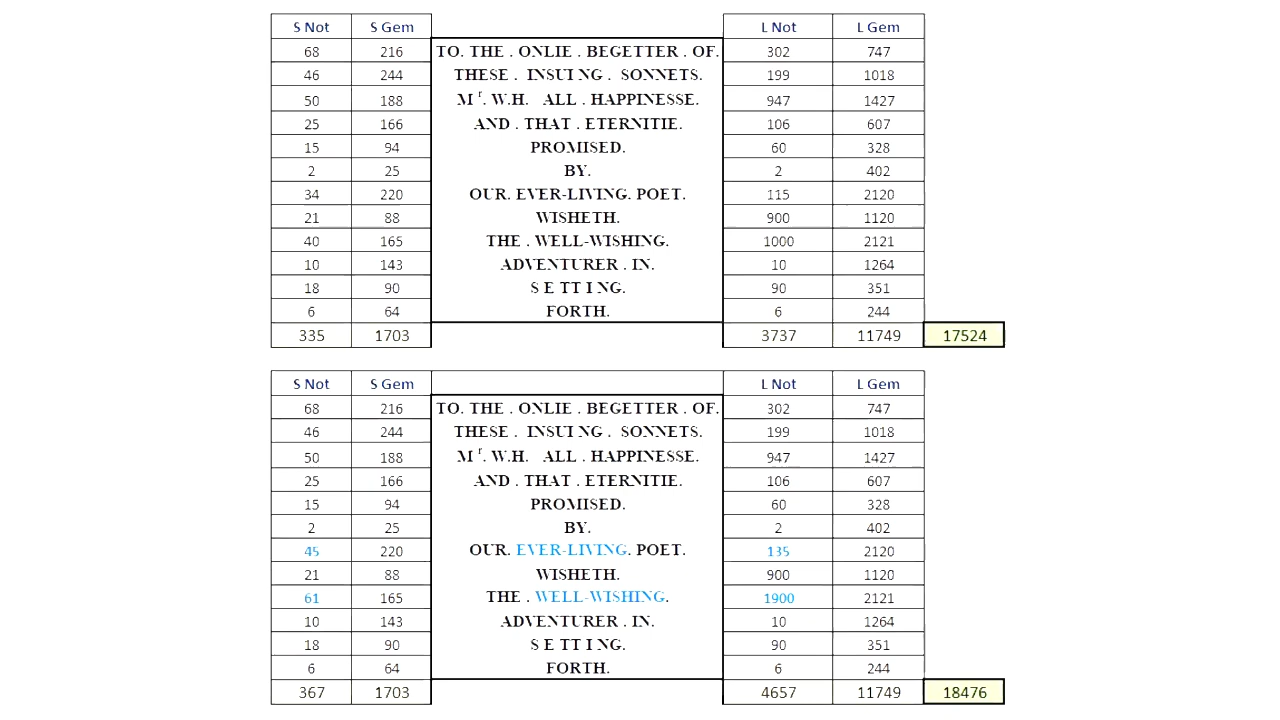 S Not S Gem L Not L Gem
68 216 TO. THE . ONLIE . BEGETTER . OF. 302 747
46 244 THESE . INSUING . SONNETS. 199 1018
50 188 M r. W.H. ALL . HAPPINESSE. 947 1427
25 166 AND . THAT . ETERNITIE. 106 607
15 94 PROMISED. 60 328
2 25 BY. 2 402
34 220 OUR. EVER-LIVING. POET. 115 2120
21 88 WISHETH. 900 1120
40 165 THE . WELL-WISHING. 1000 2121
10 143 ADVENTURER . IN. 10 1264
18 90 S E T T I NG. 90 351
6 64 FORTH. 6 244
335 1703 3737 11749 17524
S Not S Gem L Not L Gem
68 216 TO. THE . ONLIE . BEGETTER . OF. 302 747
46 244 THESE . INSUING . SONNETS. 199 1018
50 188 M r. W.H. ALL . HAPPINESSE. 947 1427
25 166 AND . THAT . ETERNITIE. 106 607
15 94 PROMISED. 60 328
2 25 BY. 2 402
45 220 OUR. EVER-LIVING. POET. 135 2120
21 88 WISHETH. 900 1120
61 165 THE . WELL-WISHING. 1900 2121
10 143 ADVENTURER . IN. 10 1264
18 90 S E T T I NG. 90 351
6 64 FORTH. 6 244
367 1703 4657 11749 18476